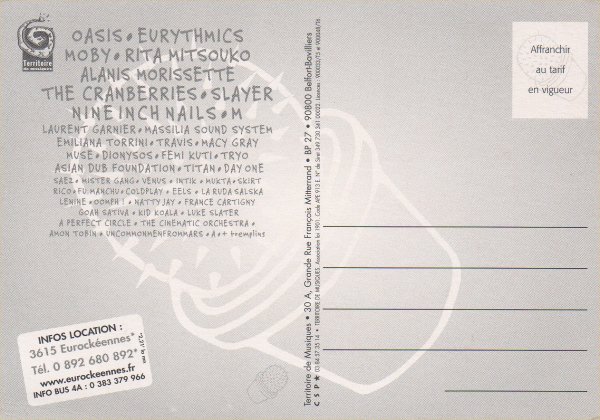 Territoire
de musiques
OASIS • EURYTHMICS
MOBY • RITA MITSOUKO
ALANIS MORISSETTE
THE CRANBERRIES • SLAYER
NINE INCH NAILS • M
LAURENT GARNIER • MASSILIA SOUND SYSTEM
EMILIANA TORRINI • TRAVIS • MACY GRAY
MUSE • DIONYSOS • FEMI KUTI • TRYO
ASIAN DUB FOUNDATION • TITAN • DAY ONE
SAEZ • MISTER GANG • VENUS • INTIK • MUKTA • SKIRT
RICO • FU MANCHU • COLDPLAY • EELS • LA RUDA SALSKA
LENINE • OOMPH ! • NATTY JAY • FRANCE CARTIGNY
GOAH SATIVA • KID KOALA • LUKE SLATER
A PERFECT CIRCLE • THE CINEMATIC ORCHESTRA •
AMON TOBIN • UNCOMMONMENFROMMARS • A • + tremplins
INFOS LOCATION :
3615 Eurockéennes*
Tél. 0 892 680 892*
www.eurockeennes.fr
INFO BUS 4A : 0 383 379 966
Territoire de Musiques • 30 A, Grande Rue François Mitterrand • BP 27 • 90800 Belfort-Bavilliers
Affranchir
au tarif
en vigueur